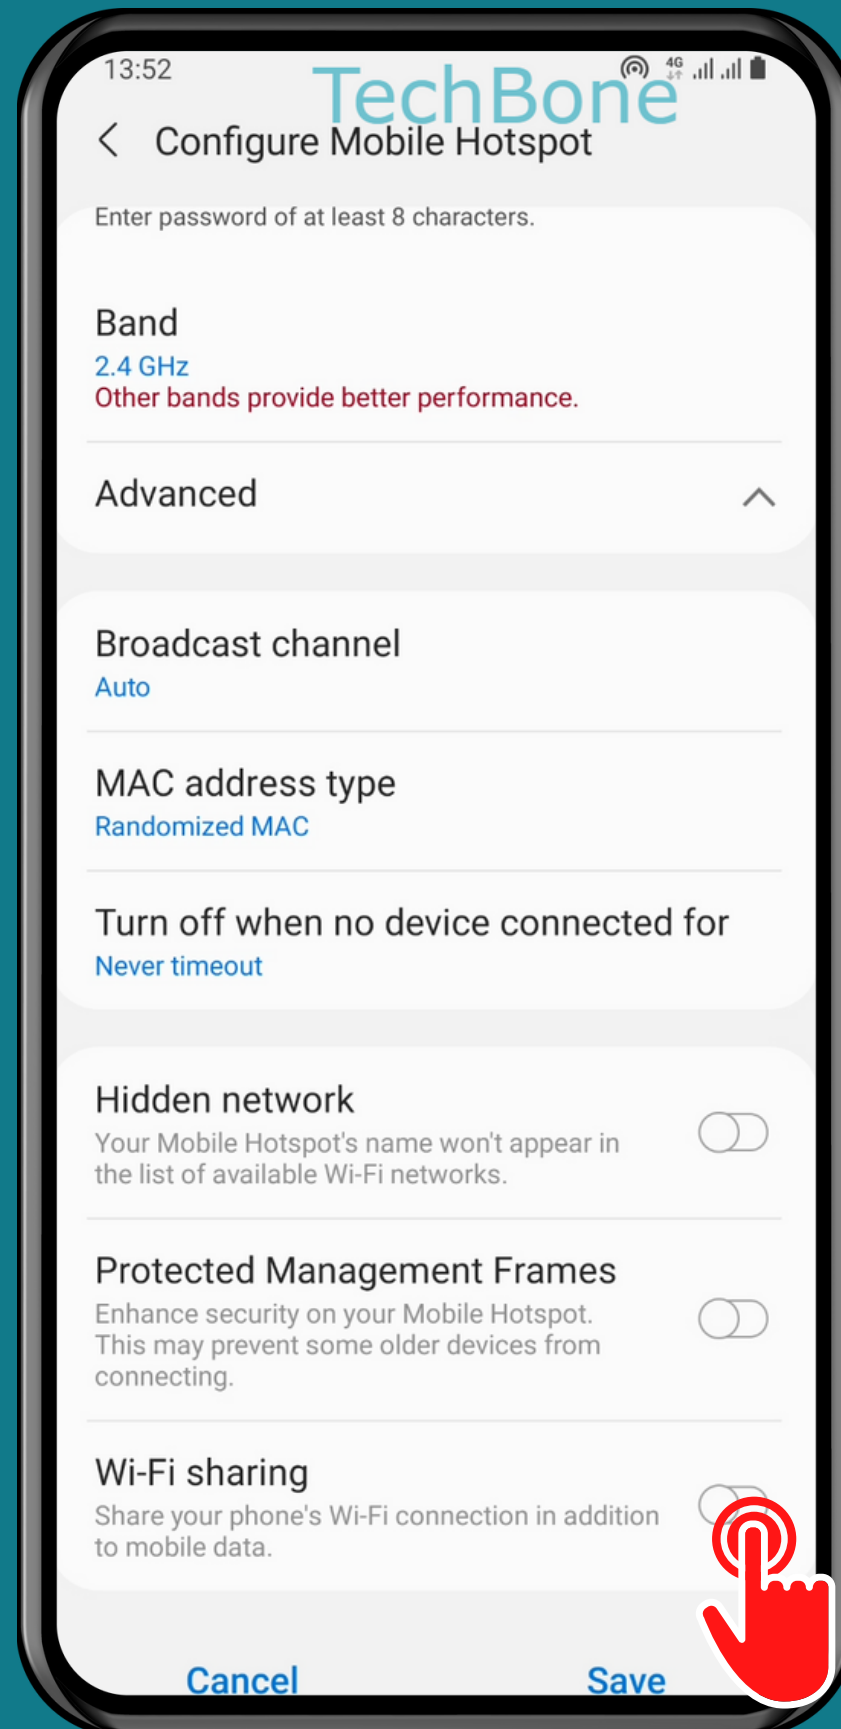 13:52
4G
TechBone
Configure Mobile Hotspot
Enter password of at least 8 characters.
Band
2.4 GHz
Other bands provide better performance.
Advanced
Broadcast channel
Auto
MAC address type
Randomized MAC
Turn off when no device connected for
Never timeout
Hidden network
Your Mobile Hotspot's name won't appear in
the list of available Wi-Fi networks.
Protected Management Frames
Enhance security on your Mobile Hotspot.
This may prevent some older devices from
connecting.
Wi-Fi sharing
Share your phone's Wi-Fi connection in addition
to mobile data.
Cancel Save